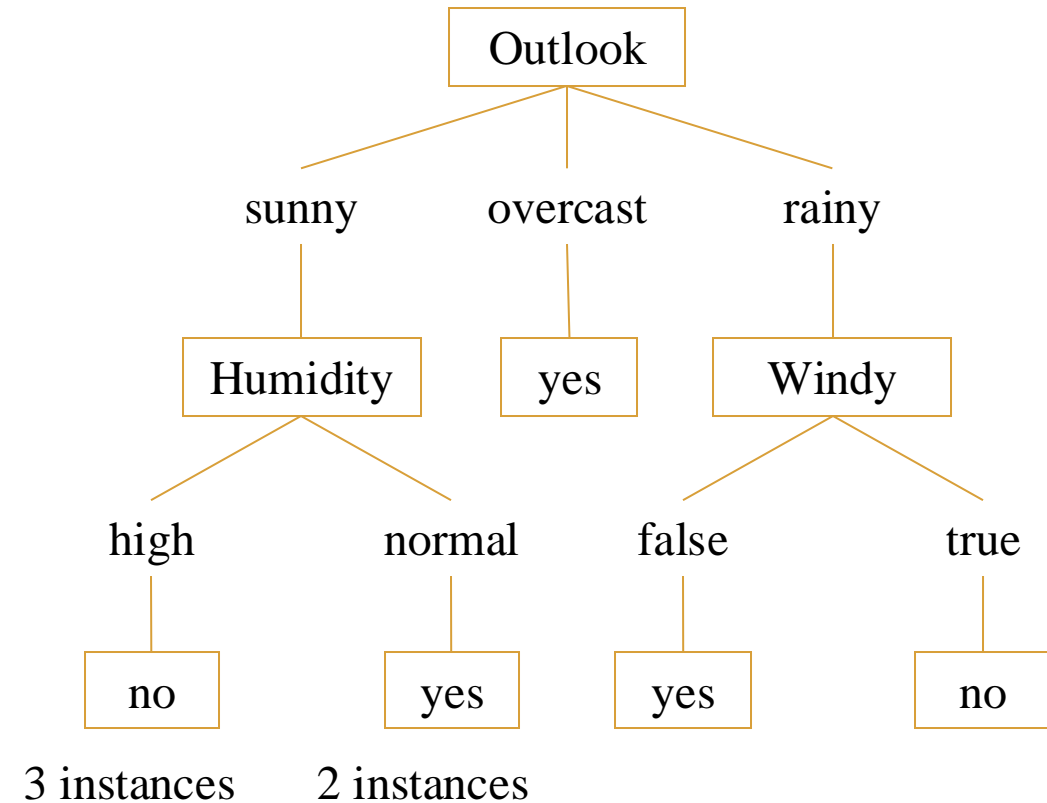 Outlook
sunny overcast rainy
Humidity yes Windy
high normal false true
no yes yes no
3 instances 2 instances